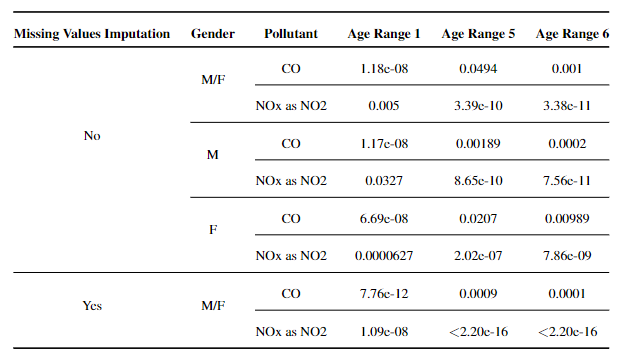 Missing Values Imputation Gender Pollutant Age Range 1 Age Range 5 Age Range 6
No M/F CO 1.18e-08 0.0494 0.001
NOx as NO2 0.005 3.39e-10 3.38e-11
M CO 1.17e-08 0.00189 0.0002
NOx as NO2 0.0327 8.65e-10 7.56e-11
F CO 6.69e-08 0.0207 0.00989
NOx as NO2 0.0000627 2.02e-07 7.86e-09
Yes M/F CO 7.76e-12 0.0009 0.0001
NOx as NO2 1.09e-08 <2.20e-16 <2.20e-16